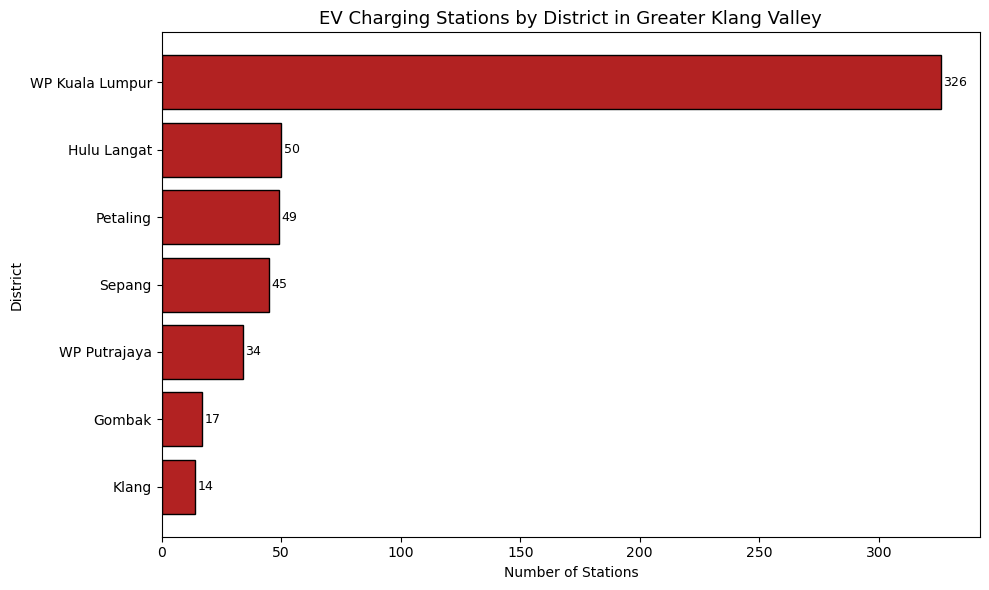 EV Charging Stations by District in Greater Klang Valley
WP Kuala Lumpur 326
Hulu Langat 50
Petaling 49
Sepang 45
WP Putrajaya 34
Gombak 17
Klang 14
District
0 50 100 150 200 250 300
Number of Stations